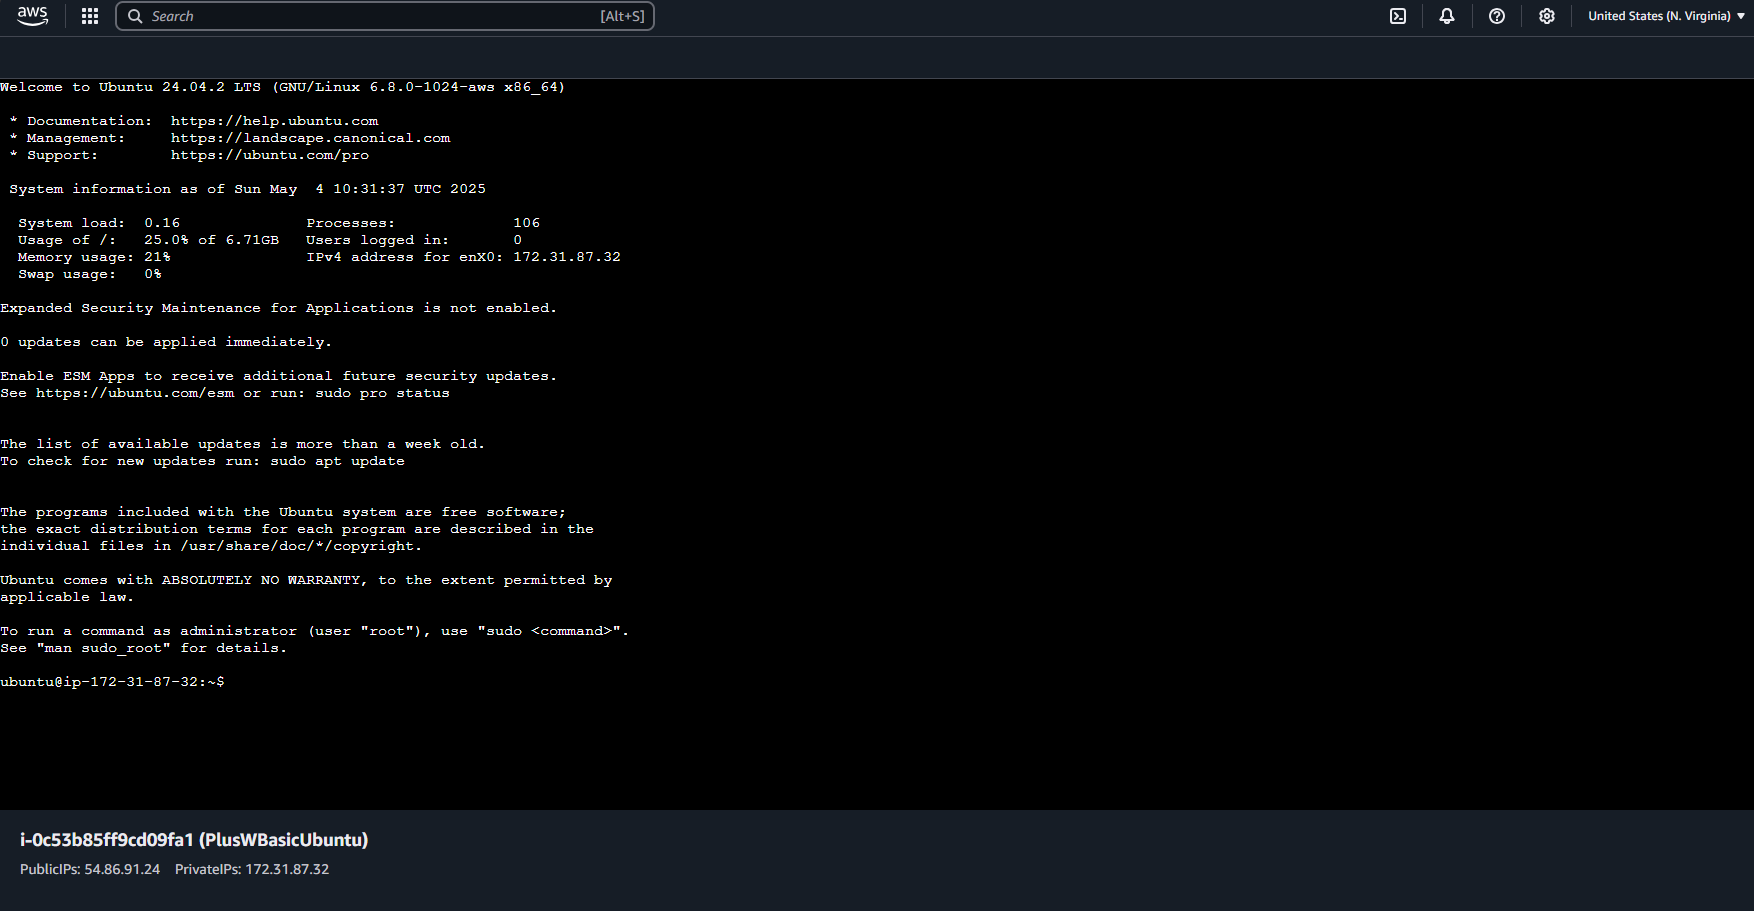 aws
Search [Alt+S]
United States (N. Virginia)
Welcome to Ubuntu 24.04.2 LTS (GNU/Linux 6.8.0-1024-aws x86_64)
* Documentation:  https://help.ubuntu.com
* Management:     https://landscape.canonical.com
* Support:        https://ubuntu.com/pro
System information as of Sun May  4 10:31:37 UTC 2025
System load:  0.16              Processes:             106
Usage of /:   25.0% of 6.71GB   Users logged in:       0
Memory usage: 21%               IPv4 address for enX0: 172.31.87.32
Swap usage:   0%
Expanded Security Maintenance for Applications is not enabled.
0 updates can be applied immediately.
Enable ESM Apps to receive additional future security updates.
See https://ubuntu.com/esm or run: sudo pro status
The list of available updates is more than a week old.
To check for new updates run: sudo apt update
The programs included with the Ubuntu system are free software;
the exact distribution terms for each program are described in the
individual files in /usr/share/doc/*/copyright.
Ubuntu comes with ABSOLUTELY NO WARRANTY, to the extent permitted by
applicable law.
To run a command as administrator (user "root"), use "sudo <command>".
See "man sudo_root" for details.
ubuntu@ip-172-31-87-32:~$
i-0c53b85ff9cd09fa1 (PlusWBasicUbuntu)
PublicIPs: 54.86.91.24 PrivateIPs: 172.31.87.32